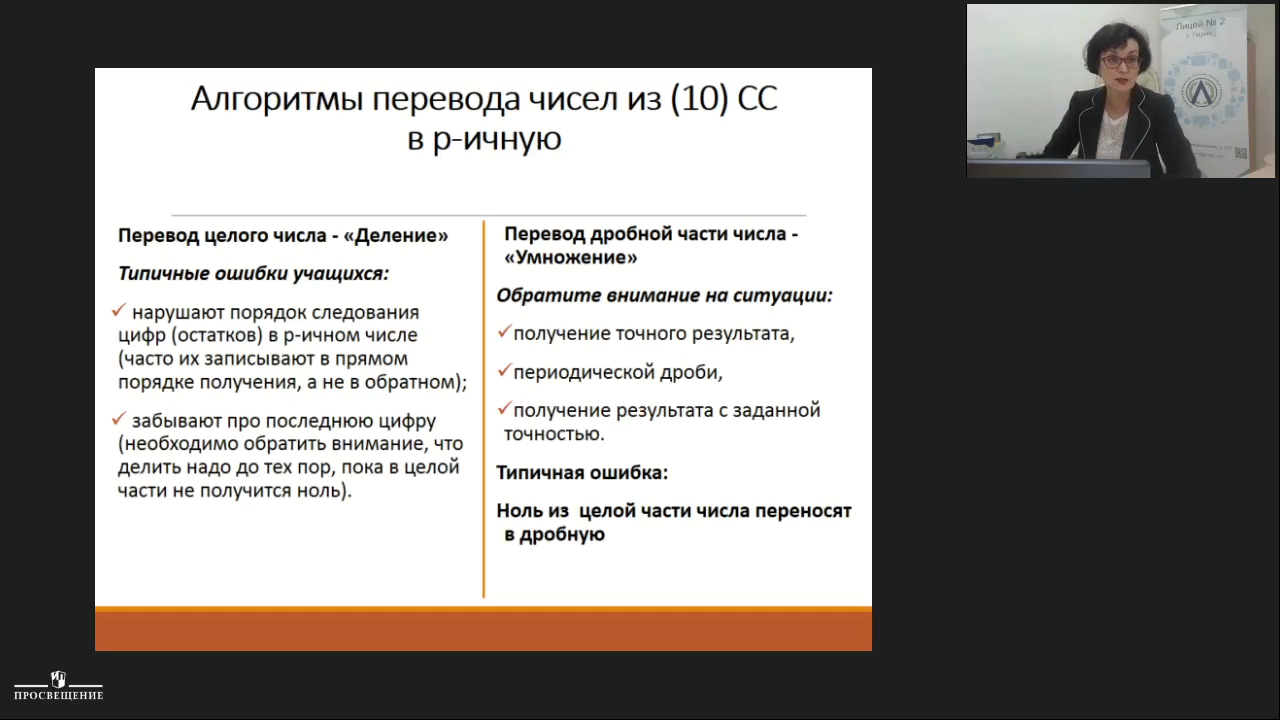 Алгоритмы перевода чисел из (10) СС
в р-ичную
Перевод целого числа - «Деление»
Типичные ошибки учащихся:
нарушают порядок следования
цифр (остатков) в р-ичном числе
(часто их записывают в прямом
порядке получения, а не в обратном);
забывают про последнюю цифру
(необходимо обратить внимание, что
делить надо до тех пор, пока в целой
части не получится ноль).
Перевод дробной части числа -
«Умножение»
Обратите внимание на ситуации:
получение точного результата,
периодической дроби,
получение результата с заданной
точностью.
Типичная ошибка:
Ноль из целой части числа переносят
в дробную
Лицей № 2
ПРОСВЕЩЕНИЕ